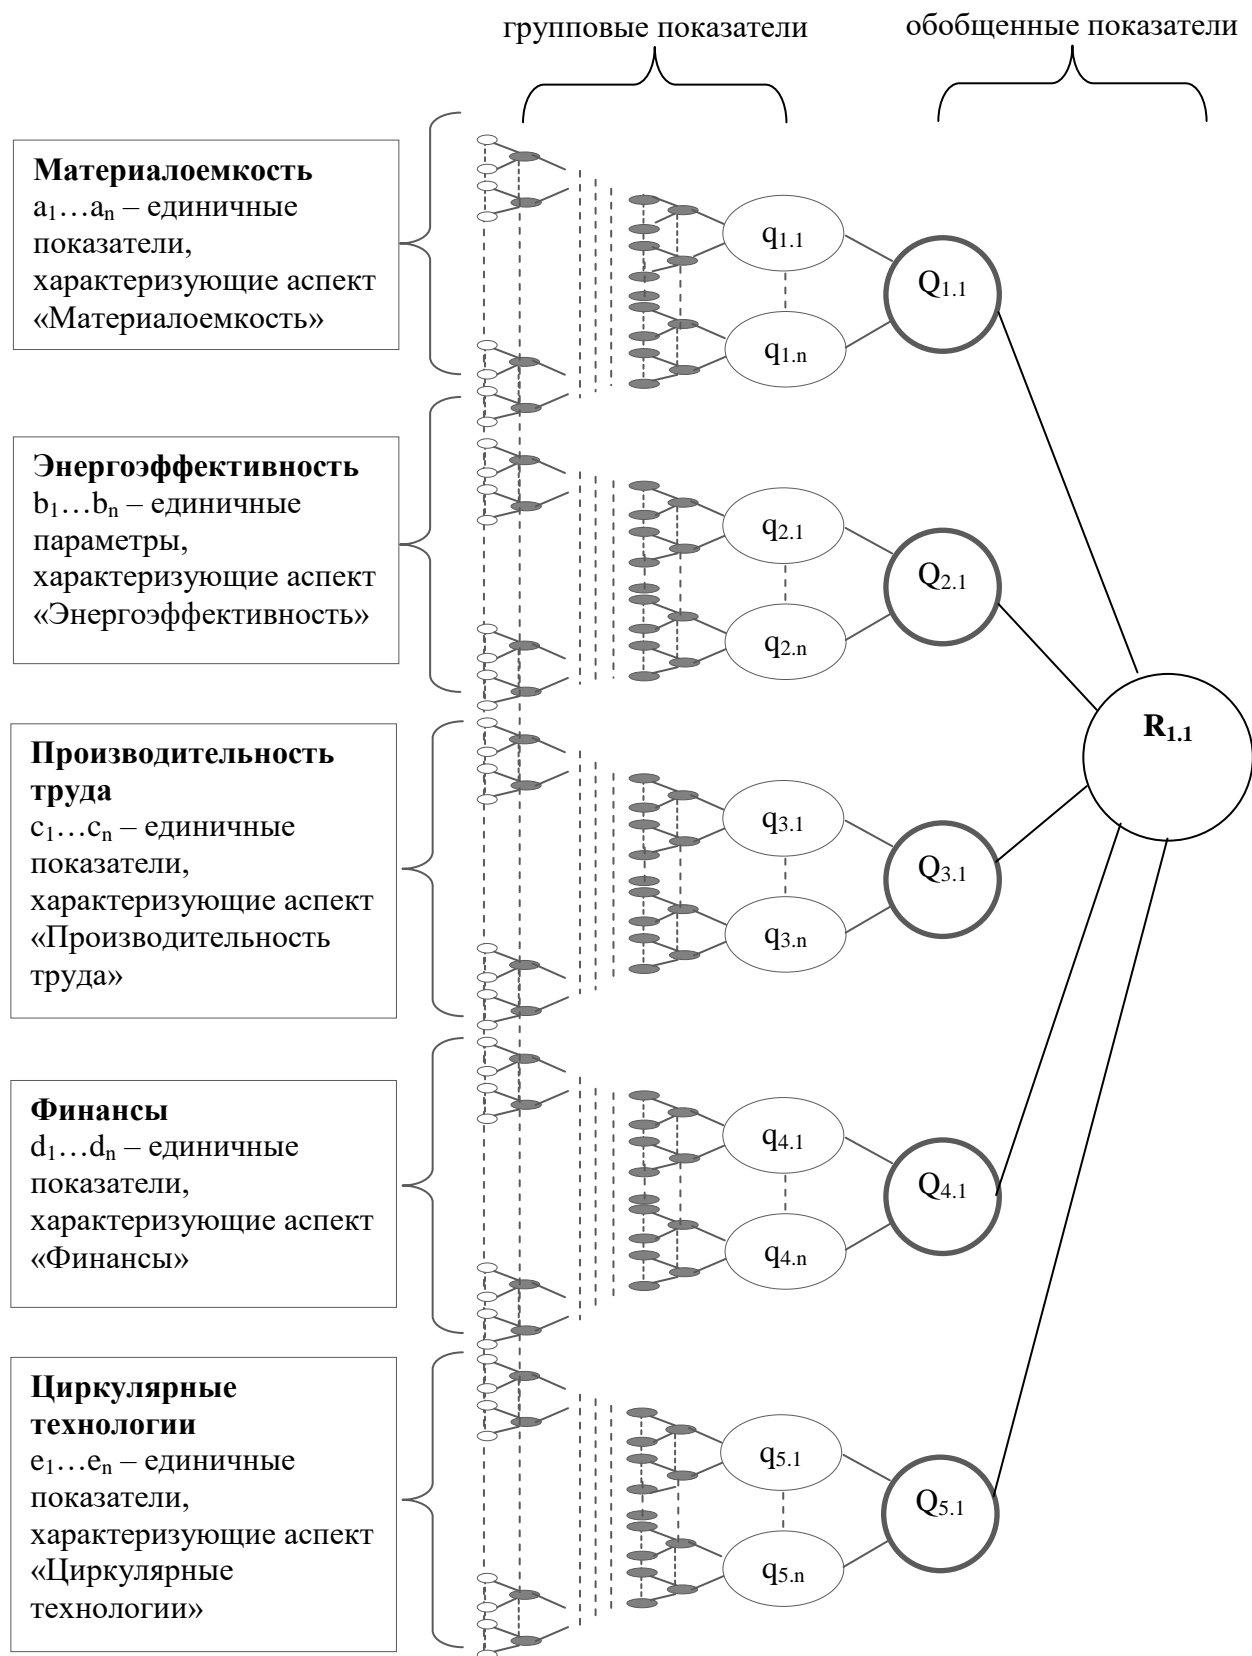 групповые показатели
обобщенные показатели
Материалоемкость
a₁…aₙ – единичные
показатели,
характеризующие аспект
«Материалоемкость»
q₁.₁
Q₁.₁
q₁.ₙ
Энергоэффективность
b₁…bₙ – единичные
параметры,
характеризующие аспект
«Энергоэффективность»
q₂.₁
Q₂.₁
q₂.ₙ
R₁.₁
Производительность
труда
c₁…cₙ – единичные
показатели,
характеризующие аспект
«Производительность
труда»
q₃.₁
Q₃.₁
q₃.ₙ
Финансы
d₁…dₙ – единичные
показатели,
характеризующие аспект
«Финансы»
q₄.₁
Q₄.₁
q₄.ₙ
Циркулярные
технологии
e₁…eₙ – единичные
показатели,
характеризующие аспект
«Циркулярные
технологии»
q₅.₁
Q₅.₁
q₅.ₙ